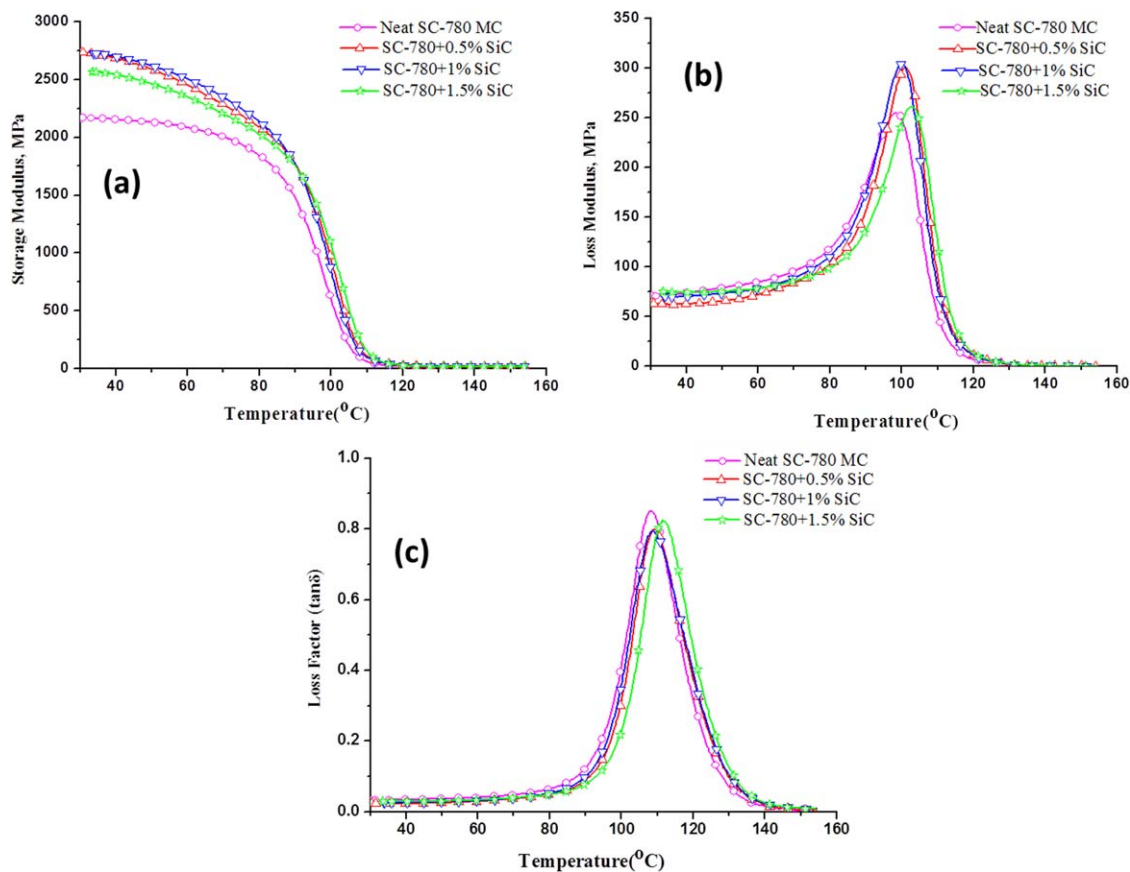 (a)
Neat SC-780 MC
SC-780+0.5% SiC
SC-780+1% SiC
SC-780+1.5% SiC
Storage Modulus, MPa
3000
2500
2000
1500
1000
500
0
40 60 80 100 120 140 160
Temperature(°C)
(b)
Neat SC-780 MC
SC-780+0.5% SiC
SC-780+1% SiC
SC-780+1.5% SiC
Loss Modulus, MPa
350
300
250
200
150
100
50
0
40 60 80 100 120 140 160
Temperature(°C)
(c)
Neat SC-780 MC
SC-780+0.5% SiC
SC-780+1% SiC
SC-780+1.5% SiC
Loss Factor (tanδ)
1.0
0.8
0.6
0.4
0.2
0.0
40 60 80 100 120 140 160
Temperature(°C)